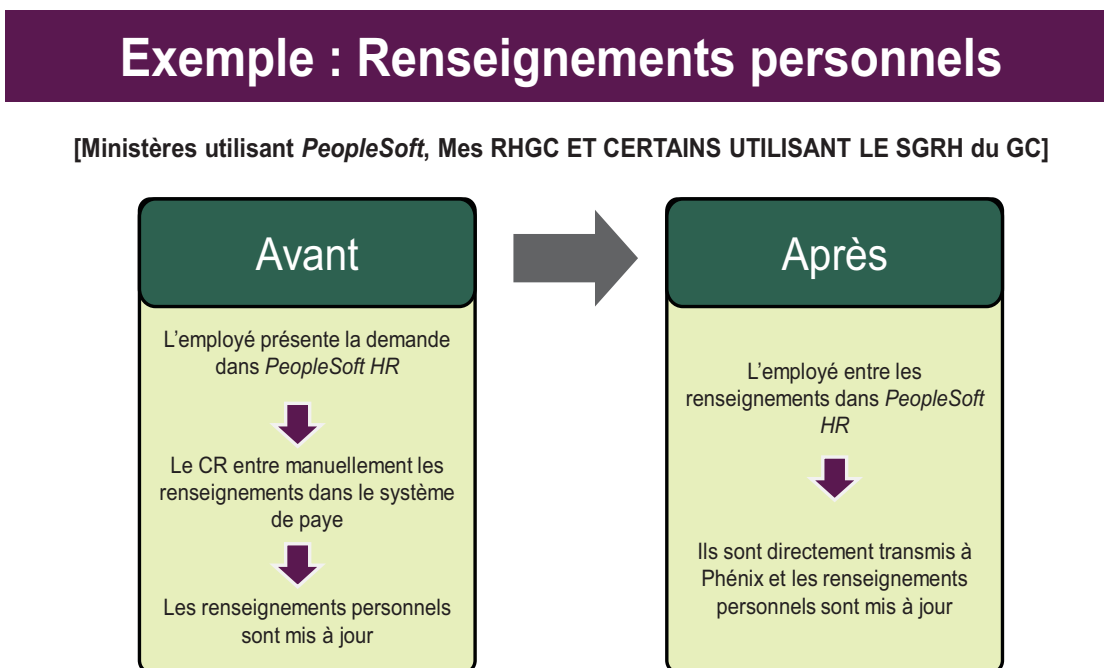 Exemple : Renseignements personnels
[Ministères utilisant PeopleSoft, Mes RHGC ET CERTAINS UTILISANT LE SGRH du GC]
Avant
L'employé présente la demande
dans PeopleSoft HR
Le CR entre manuellement les
renseignements dans le système
de paye
Les renseignements personnels
sont mis à jour
Après
L'employé entre les
renseignements dans PeopleSoft
HR
Ils sont directement transmis à
Phénix et les renseignements
personnels sont mis à jour